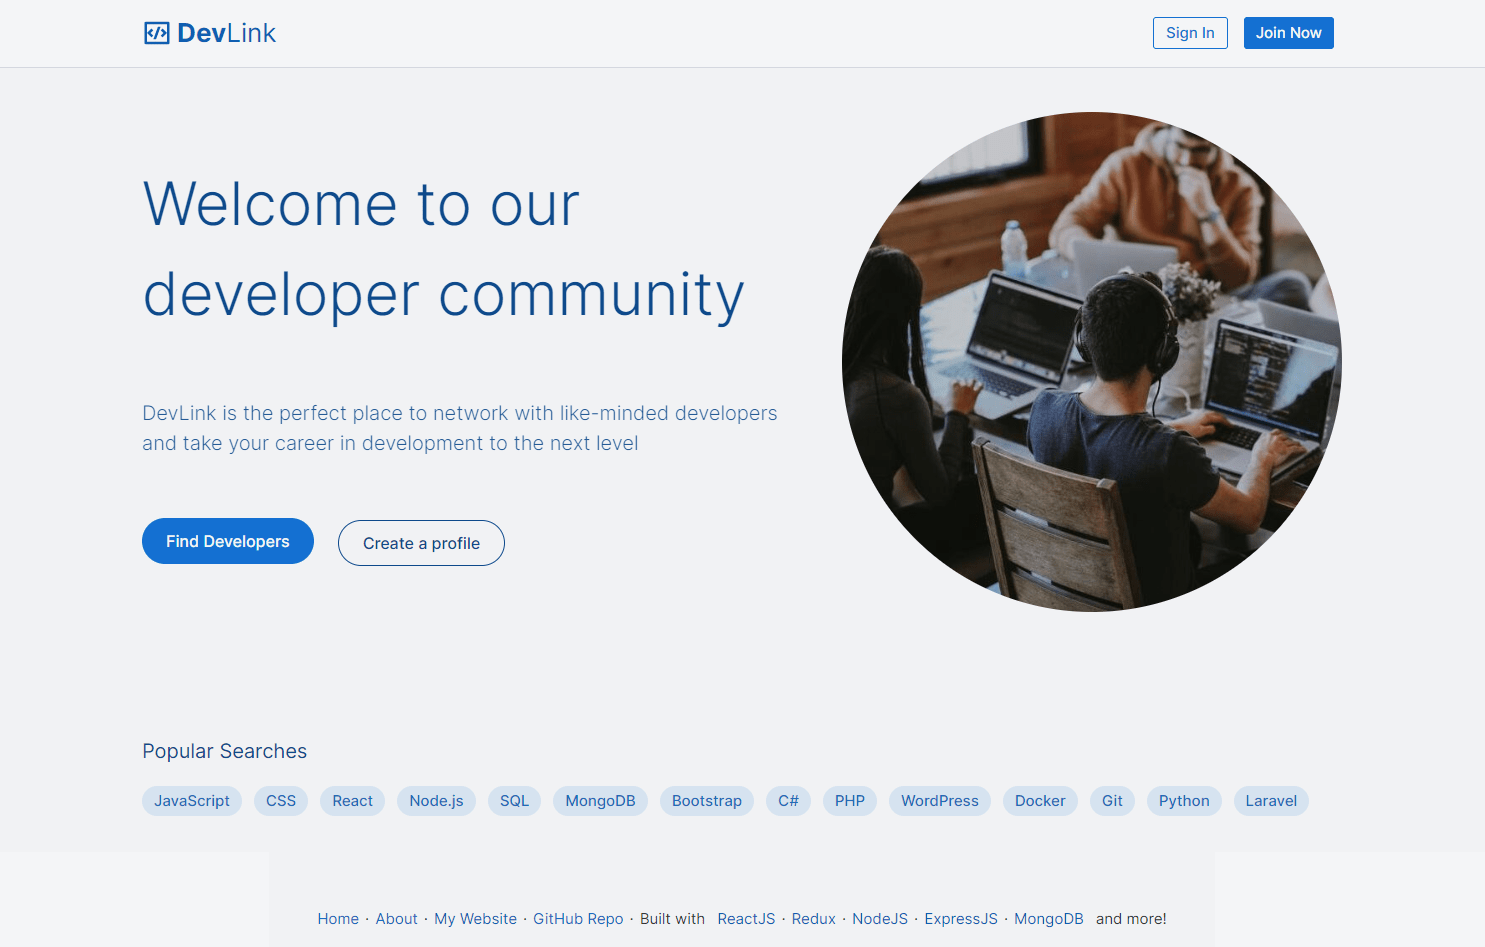 DevLink
Sign In
Join Now
Welcome to our
developer community
DevLink is the perfect place to network with like-minded developers
and take your career in development to the next level
Find Developers
Create a profile
Popular Searches
JavaScript CSS React Node.js SQL MongoDB Bootstrap C# PHP WordPress Docker Git Python Laravel
Home · About · My Website · GitHub Repo · Built with ReactJS · Redux · NodeJS · ExpressJS · MongoDB and more!